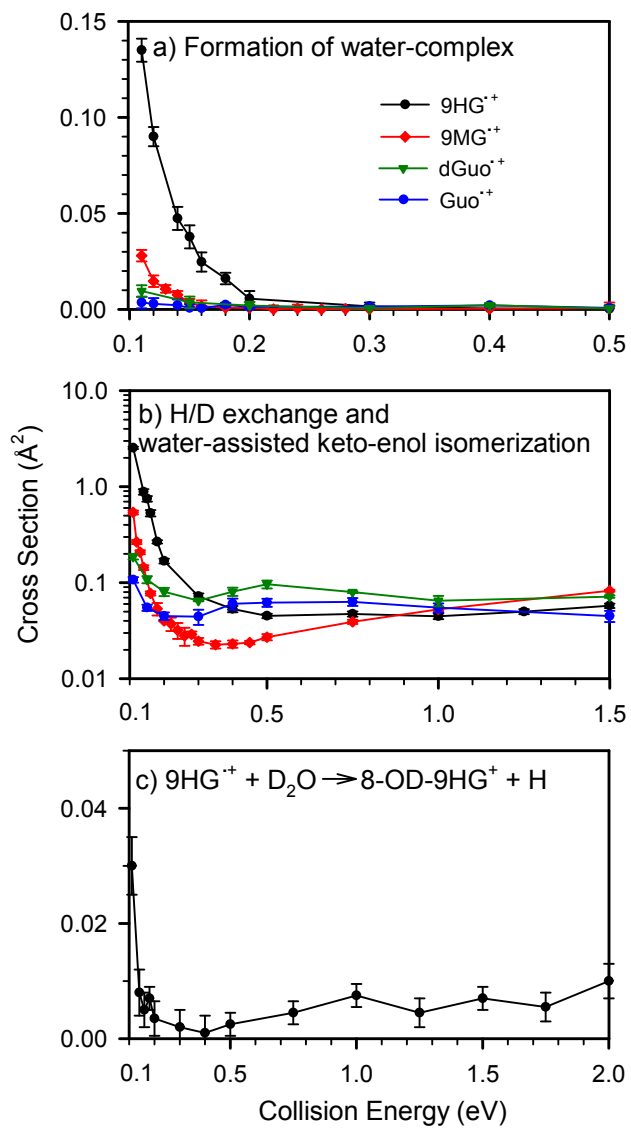 0.15
a) Formation of water-complex
9HG·⁺
9MG·⁺
dGuo·⁺
Guo·⁺
0.10
0.05
0.00
0.1 0.2 0.3 0.4 0.5
Cross Section (Å²)
10.0
b) H/D exchange and
water-assisted keto-enol isomerization
1.0
0.1
0.01
0.1 0.5 1.0 1.5
c) 9HG·⁺ + D₂O → 8-OD-9HG⁺ + H
0.04
0.02
0.00
0.1 0.5 1.0 1.5 2.0
Collision Energy (eV)